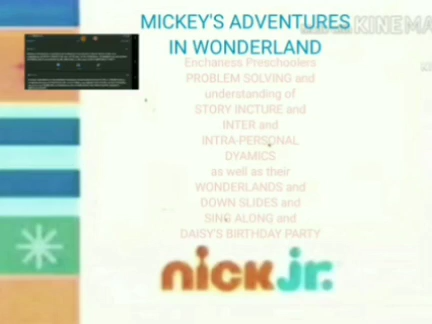 MICKEY'S ADVENTURES
IN WONDERLAND
Enchaness Preschoolers
PROBLEM SOLVING and
understanding of
STORY INCTURE and
INTER and
INTRA-PERSONAL
DYAMICS
as well as their
WONDERLANDS and
DOWN SLIDES and
SING ALONG and
DAISY'S BIRTHDAY PARTY
nick jr.